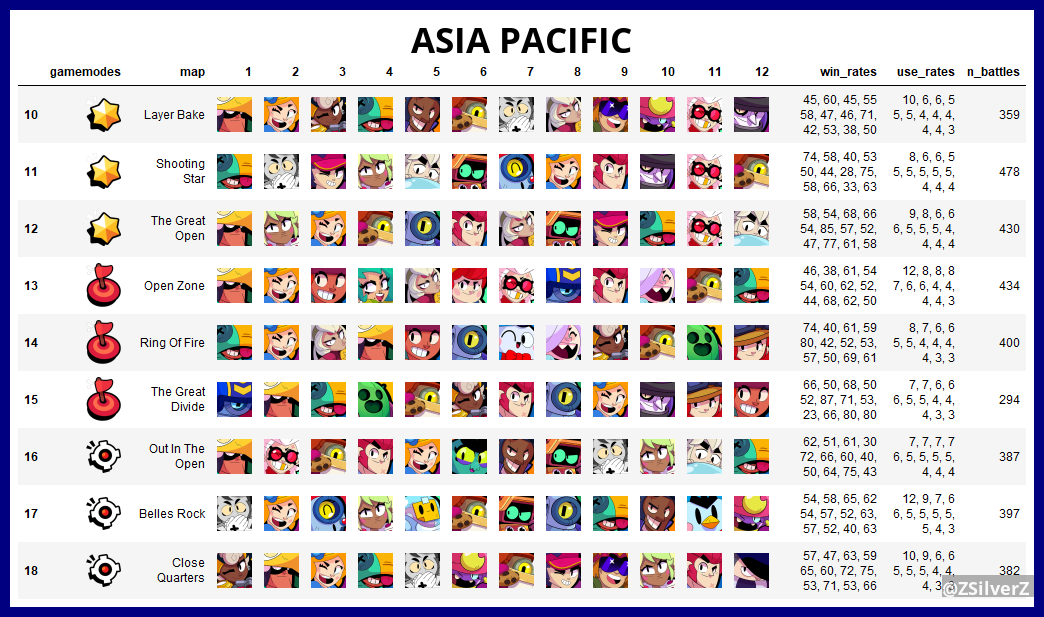 ASIA PACIFIC
gamemodes map 1 2 3 4 5 6 7 8 9 10 11 12 win_rates use_rates n_battles
10 Layer Bake 45, 60, 45, 55 10, 6, 6, 5 359
58, 47, 46, 71, 5, 5, 4, 4, 4,
42, 53, 38, 50 4, 4, 3
11 Shooting Star 74, 58, 40, 53 8, 6, 6, 5 478
50, 44, 28, 75, 5, 5, 5, 5, 5,
58, 66, 33, 63 4, 4, 4
12 The Great Open 58, 54, 68, 66 9, 8, 6, 6 430
54, 85, 57, 52, 6, 5, 5, 5, 4,
47, 77, 61, 58 4, 4, 4
13 Open Zone 46, 38, 61, 54 12, 8, 8, 8 434
54, 60, 62, 52, 7, 6, 6, 4, 4,
44, 68, 62, 50 4, 4, 3
14 Ring Of Fire 74, 40, 61, 59 8, 7, 6, 6 400
80, 42, 52, 53, 5, 5, 4, 4, 4,
57, 50, 69, 61 4, 3, 3
15 The Great Divide 66, 50, 68, 50 7, 7, 6, 6 294
52, 87, 71, 53, 6, 5, 5, 4, 4,
23, 66, 80, 80 4, 3, 3
16 Out In The Open 62, 51, 61, 30 7, 7, 7, 7 387
72, 66, 60, 40, 6, 5, 5, 5, 5,
50, 64, 75, 43 4, 4, 4
17 Belles Rock 54, 58, 65, 62 12, 9, 7, 6 397
54, 57, 52, 63, 6, 5, 5, 5, 5,
57, 52, 40, 63 5, 4, 3
18 Close Quarters 57, 47, 63, 59 10, 9, 6, 6 382
65, 60, 72, 75, 5, 5, 5, 4, 4,
53, 71, 53, 66 4, 3,
@ZSilverZ